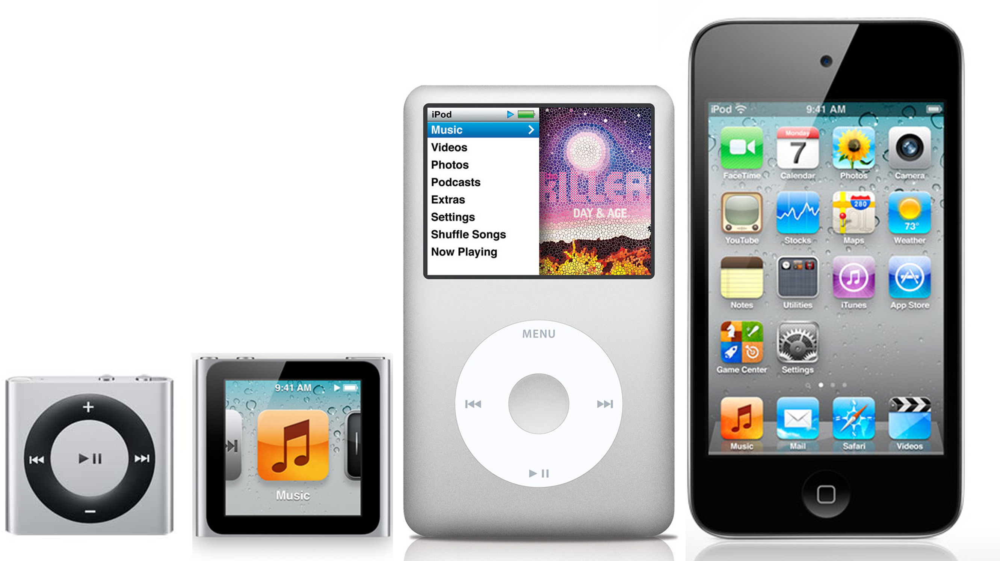 9:41 AM
Music
iPod
Music
Videos
Photos
Podcasts
Extras
Settings
Shuffle Songs
Now Playing
the
KILLERS
DAY & AGE
MENU
iPod 9:41 AM
Monday
7
FaceTime Calendar Photos Camera
280
73°
YouTube Stocks Maps Weather
Notes Utilities iTunes App Store
Game Center Settings
Music Mail Safari Videos